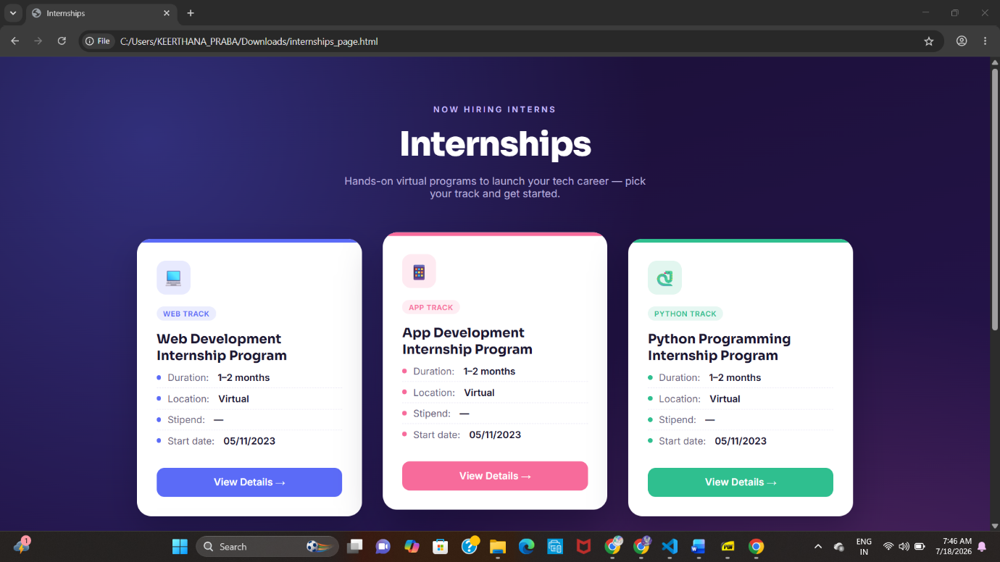 Internships
File
C:/Users/KEERTHANA_PRABA/Downloads/internships_page.html
NOW HIRING INTERNS
Internships
Hands-on virtual programs to launch your tech career — pick
your track and get started.
WEB TRACK
Web Development
Internship Program
Duration: 1–2 months
Location: Virtual
Stipend: —
Start date: 05/11/2023
View Details →
APP TRACK
App Development
Internship Program
Duration: 1–2 months
Location: Virtual
Stipend: —
Start date: 05/11/2023
View Details →
PYTHON TRACK
Python Programming
Internship Program
Duration: 1–2 months
Location: Virtual
Stipend: —
Start date: 05/11/2023
View Details →
1
Search
PDF
ENG
IN
7:46 AM
7/18/2026